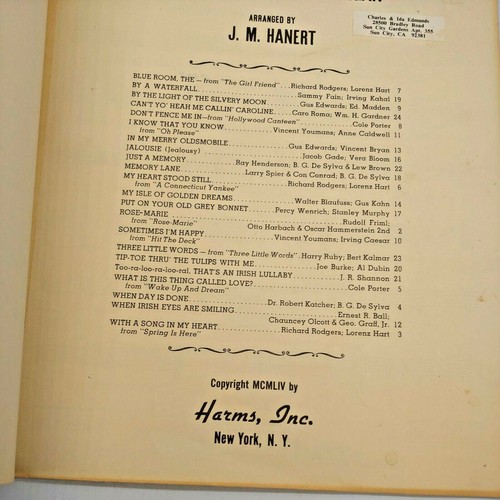 ARRANGED BY
J. M. HANERT
Charles & Ida Edmunds
28500 Bradley Road
Sun City Gardens Apt. 355
Sun City, CA 92381
BLUE ROOM, THE — from "The Girl Friend" ... Richard Rodgers; Lorenz Hart 7
BY A WATERFALL ... Sammy Fain; Irving Kahal 19
BY THE LIGHT OF THE SILVERY MOON ... Gus Edwards; Ed. Madden 9
CAN'T YO' HEAH ME CALLIN' CAROLINE ... Caro Roma; Wm. H. Gardner 24
DON'T FENCE ME IN—from "Hollywood Canteen" ... Cole Porter 8
I KNOW THAT YOU KNOW ... Vincent Youmans; Anne Caldwell 11
from "Oh Please"
IN MY MERRY OLDSMOBILE ... Gus Edwards; Vincent Bryan 13
JALOUSIE (Jealousy) ... Jacob Gade; Vera Bloom 16
JUST A MEMORY ... Ray Henderson; B. G. De Sylva & Lew Brown 22
MEMORY LANE ... Larry Spier & Con Conrad; B. G. De Sylva 18
MY HEART STOOD STILL ... Richard Rodgers; Lorenz Hart 6
from "A Connecticut Yankee"
MY ISLE OF GOLDEN DREAMS ... Walter Blaufuss; Gus Kahn 14
PUT ON YOUR OLD GREY BONNET ... Percy Wenrich; Stanley Murphy 17
ROSE-MARIE ... Rudolf Friml;
from "Rose-Marie" Otto Harbach & Oscar Hammerstein 2nd 2
SOMETIMES I'M HAPPY ... Vincent Youmans; Irving Caesar 10
from "Hit The Deck"
THREE LITTLE WORDS — from "Three Little Words" . Harry Ruby; Bert Kalmar 23
TIP-TOE THRU' THE TULIPS WITH ME ... Joe Burke; Al Dubin 20
Too-ra-loo-ra-loo-ral, THAT'S AN IRISH LULLABY ... J. R. Shannon 21
WHAT IS THIS THING CALLED LOVE? ... Cole Porter 5
from "Wake Up And Dream"
WHEN DAY IS DONE ... Dr. Robert Katcher; B. G. De Sylva 4
WHEN IRISH EYES ARE SMILING ... Ernest R. Ball;
Chauncey Olcott & Geo. Graff, Jr. 12
WITH A SONG IN MY HEART ... Richard Rodgers; Lorenz Hart 3
from "Spring Is Here"
Copyright MCMLIV by
Harms, Inc.
New York, N. Y.